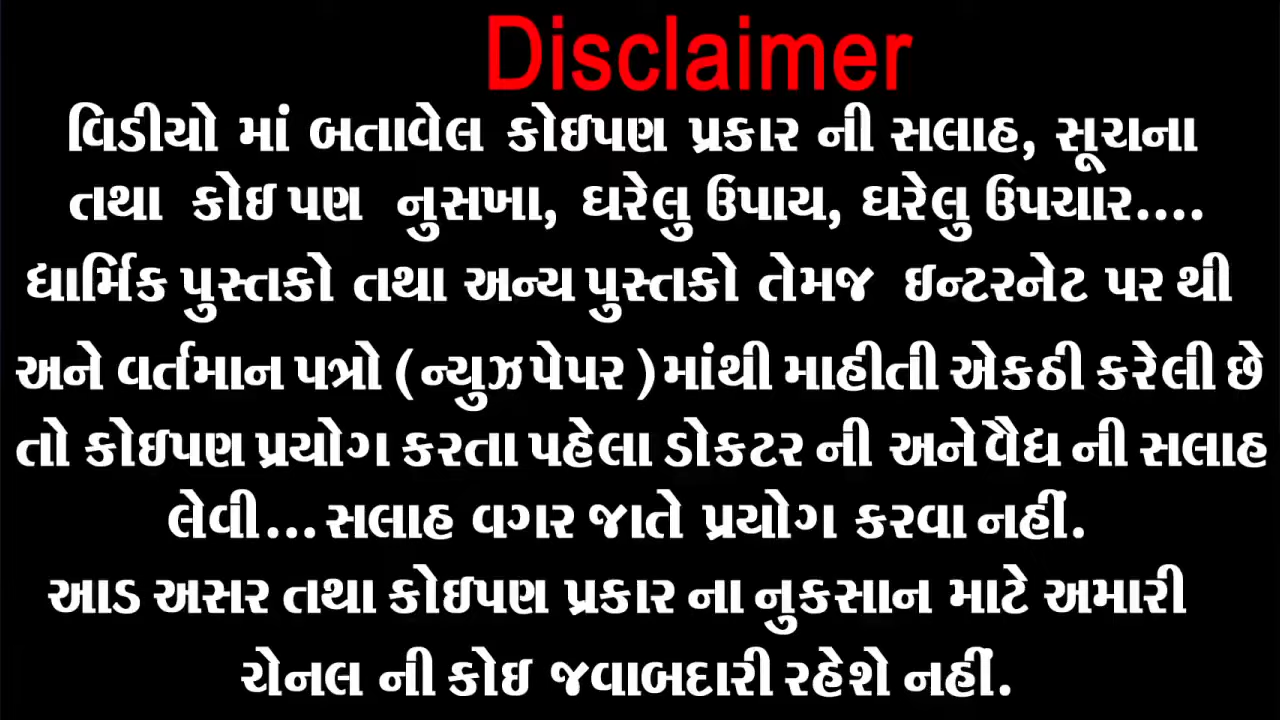 Disclaimer
વિડીયો માં બતાવેલ કોઇપણ પ્રકાર ની સલાહ, સૂચના
તથા કોઇ પણ નુસખા, ઘરેલુ ઉપાય, ઘરેલુ ઉપચાર....
ધાર્મિક પુસ્તકો તથા અન્ય પુસ્તકો તેમજ ઇન્ટરનેટ પર થી
અને વર્તમાન પત્રો ( ન્યુઝપેપર ) માંથી માહીતી એકઠી કરેલી છે
તો કોઇપણ પ્રયોગ કરતા પહેલા ડોકટર ની અને વૈદ્ય ની સલાહ
લેવી... સલાહ વગર જાતે પ્રયોગ કરવા નહીં.
આડ અસર તથા કોઇપણ પ્રકાર ના નુકસાન માટે અમારી
ચેનલ ની કોઇ જવાબદારી રહેશે નહીં.